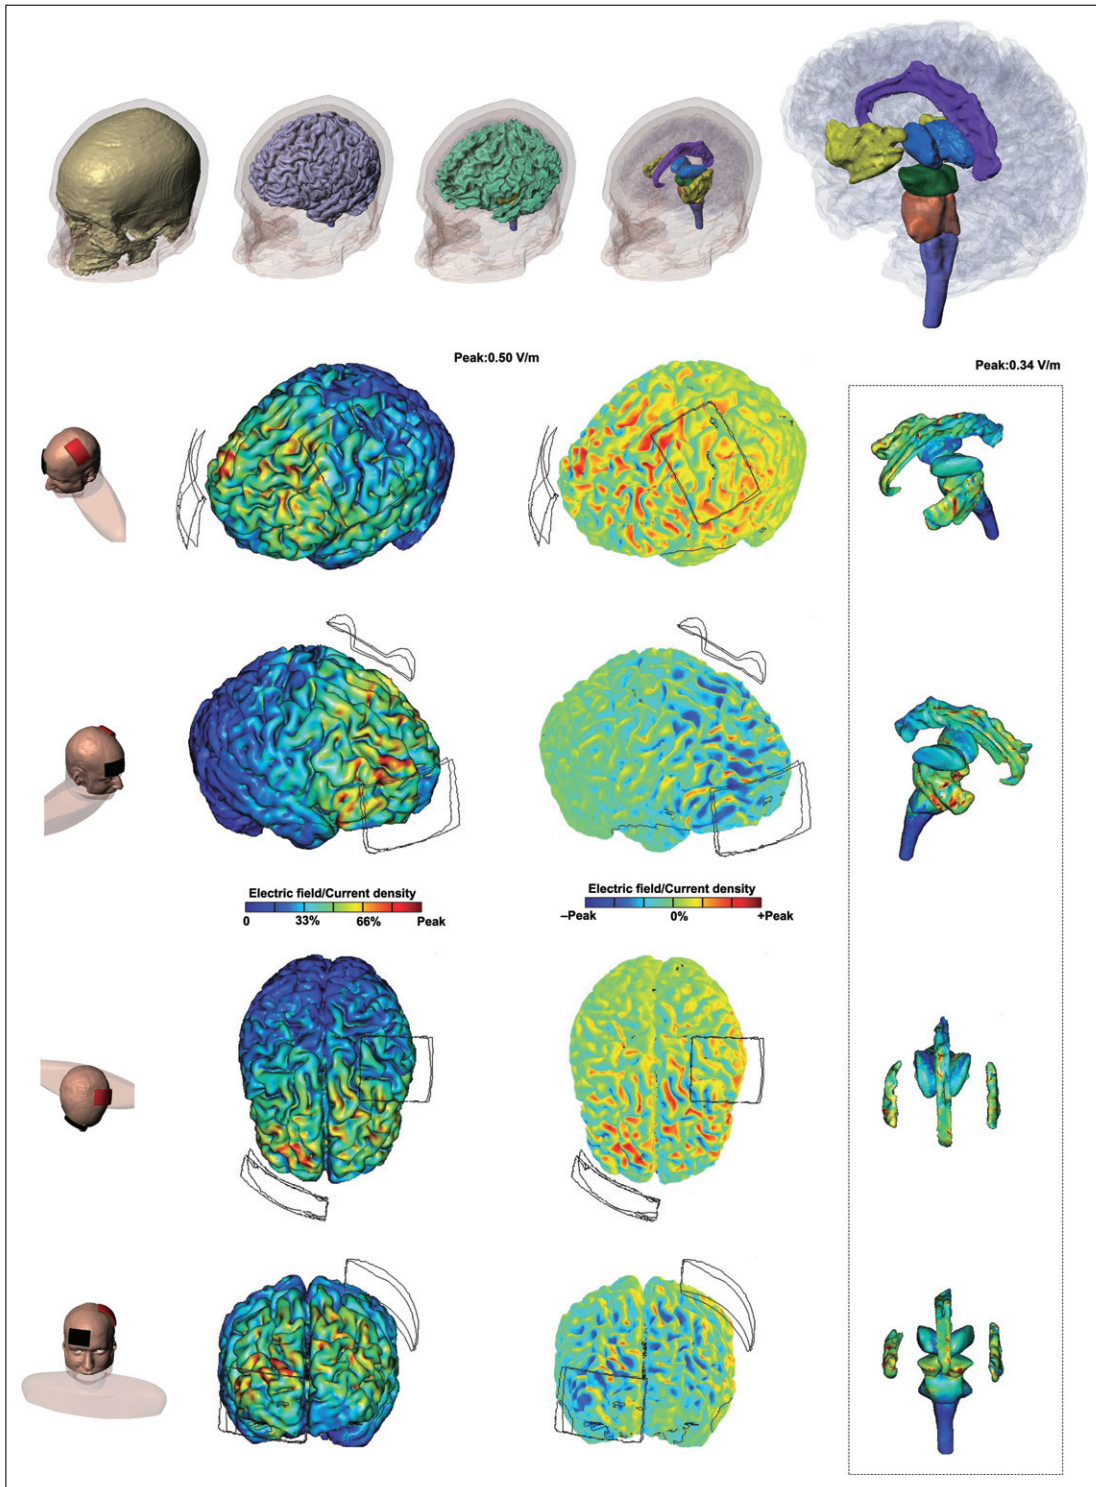 Peak:0.50 V/m
Peak:0.34 V/m
Electric field/Current density
0 33% 66% Peak
Electric field/Current density
–Peak 0% +Peak